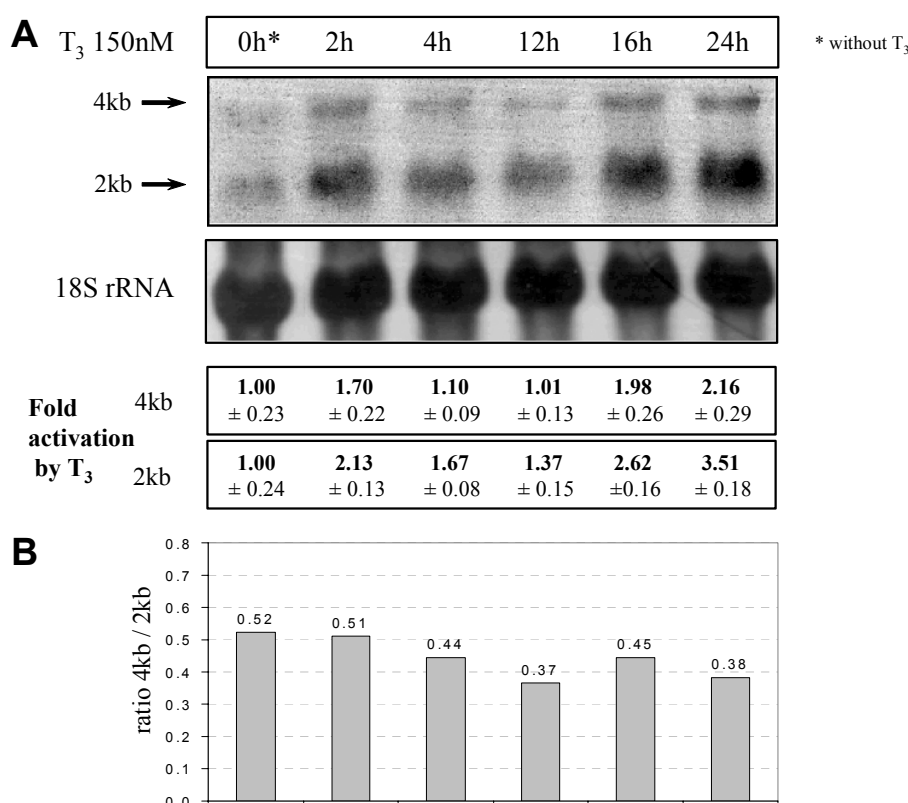 A
T3 150nM 0h* 2h 4h 12h 16h 24h * without T3
4kb
2kb
18S rRNA
Fold activation by T3
4kb 1.00 1.70 1.10 1.01 1.98 2.16
± 0.23 ± 0.22 ± 0.09 ± 0.13 ± 0.26 ± 0.29
2kb 1.00 2.13 1.67 1.37 2.62 3.51
± 0.24 ± 0.13 ± 0.08 ± 0.15 ±0.16 ± 0.18
B
ratio 4kb / 2kb
0.8
0.7
0.6
0.5
0.4
0.3
0.2
0.1
0.0
0.52 0.51 0.44 0.37 0.45 0.38